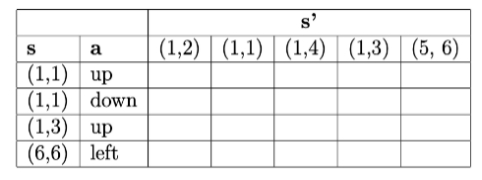 s’
s a (1,2) (1,1) (1,4) (1,3) (5, 6)
(1,1) up
(1,1) down
(1,3) up
(6,6) left